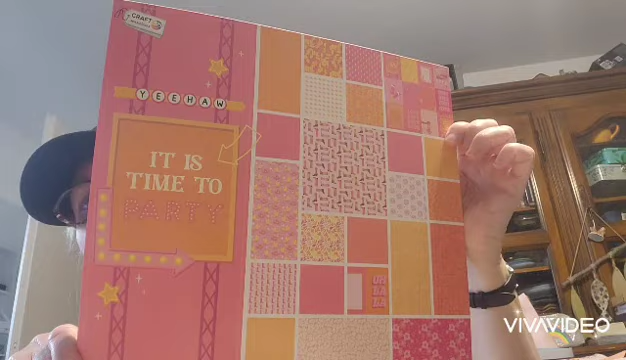 CRAFT
YEEHAW
IT IS
TIME TO
PARTY
VIVAVIDEO